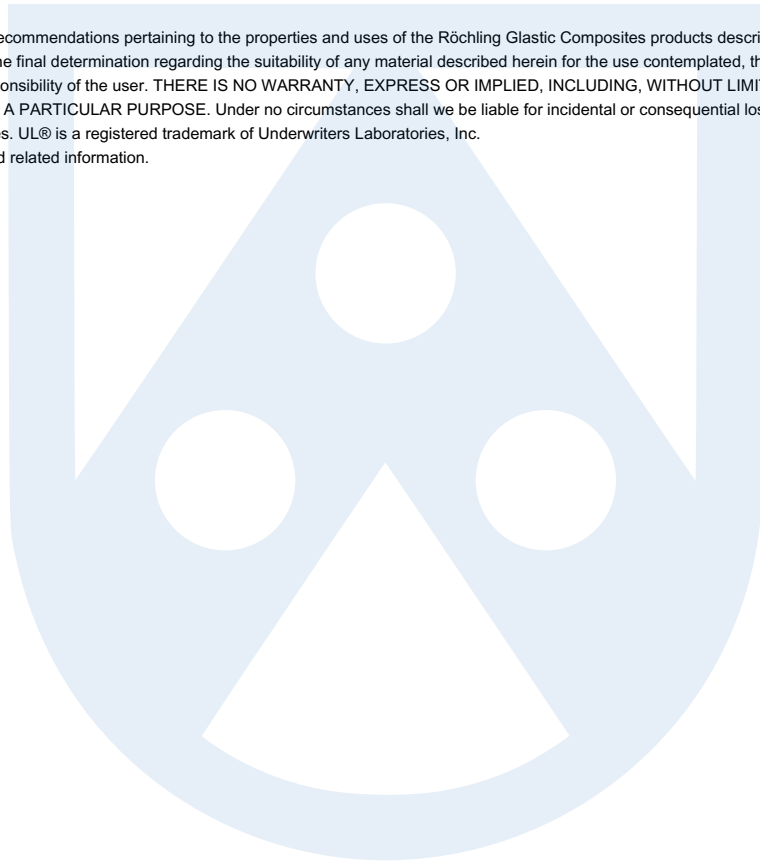 ecommendations pertaining to the properties and uses of the Röchling Glastic Composites products descri
e final determination regarding the suitability of any material described herein for the use contemplated, th
onsibility of the user. THERE IS NO WARRANTY, EXPRESS OR IMPLIED, INCLUDING, WITHOUT LIMIT
A PARTICULAR PURPOSE. Under no circumstances shall we be liable for incidental or consequential los
es. UL® is a registered trademark of Underwriters Laboratories, Inc.
d related information.